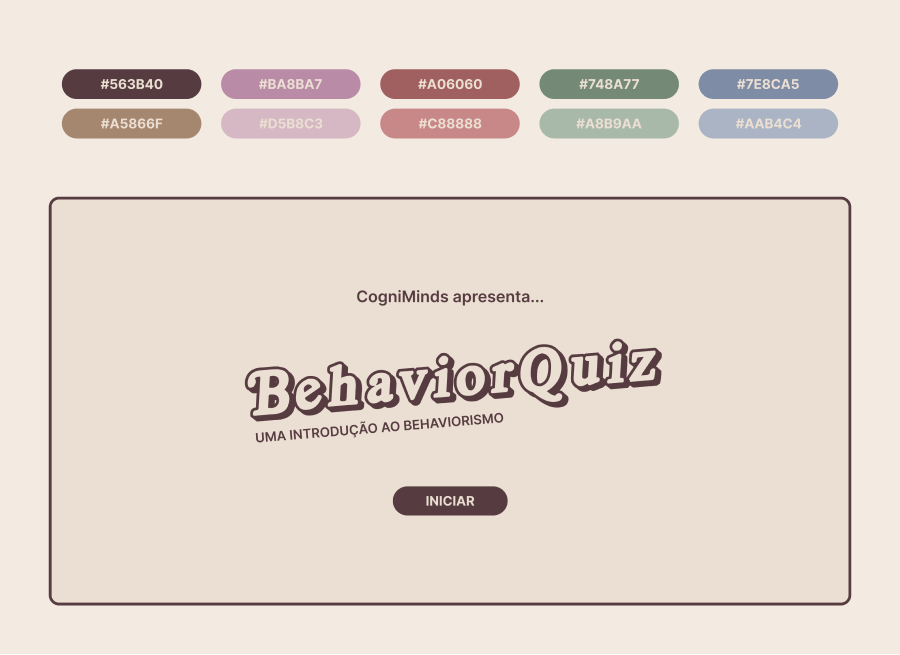 #563B40 #BA8BA7 #A06060 #748A77 #7E8CA5
#A5866F #D5B8C3 #C88888 #A8B9AA #AAB4C4
CogniMinds apresenta...
BehaviorQuiz
UMA INTRODUÇÃO AO BEHAVIORISMO
INICIAR